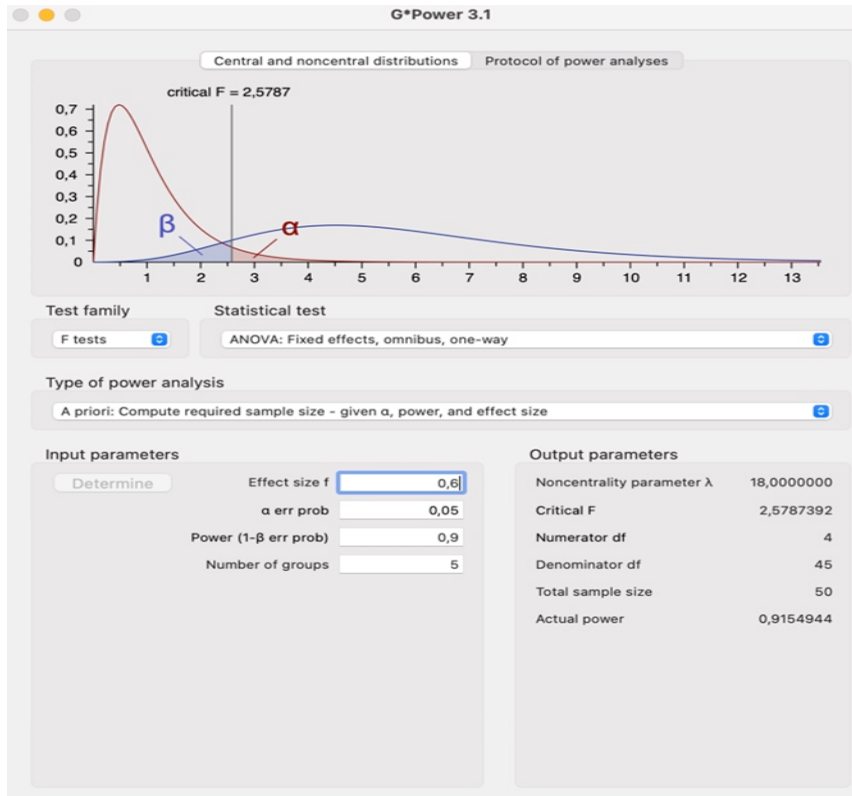 G*Power 3.1
Central and noncentral distributions Protocol of power analyses
critical F = 2,5787
0,7
0,6
0,5
0,4
0,3
0,2
0,1
0
β
α
1 2 3 4 5 6 7 8 9 10 11 12 13
Test family Statistical test
F tests ANOVA: Fixed effects, omnibus, one-way
Type of power analysis
A priori: Compute required sample size - given α, power, and effect size
Input parameters Output parameters
Determine Effect size f 0,6 Noncentrality parameter λ 18,0000000
α err prob 0,05 Critical F 2,5787392
Power (1-β err prob) 0,9 Numerator df 4
Number of groups 5 Denominator df 45
Total sample size 50
Actual power 0,9154944